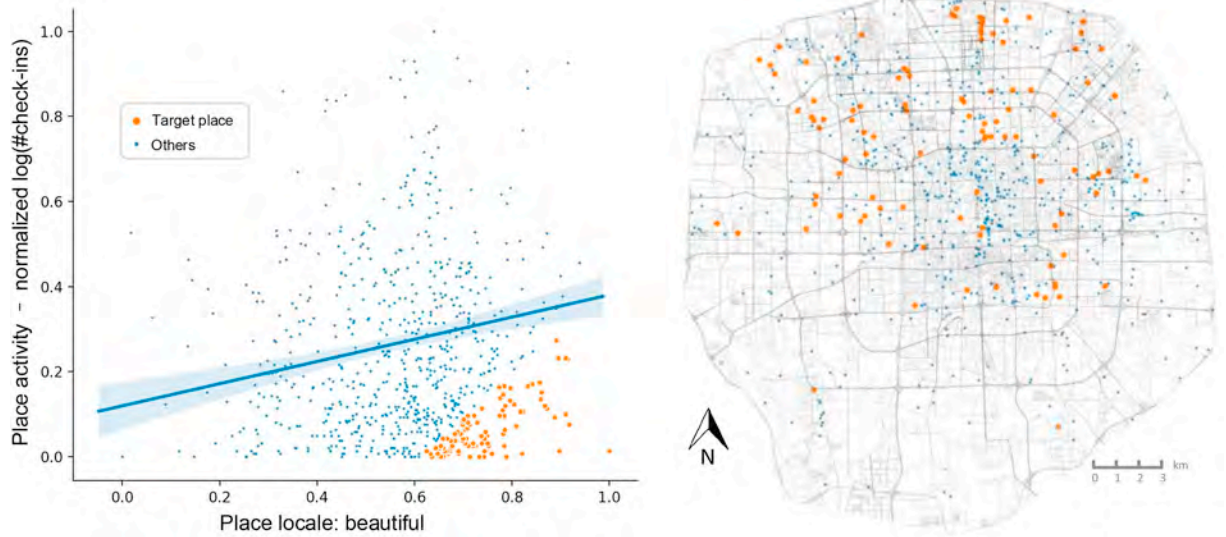 Place activity – normalized log(#check-ins)
1.0
0.8
0.6
0.4
0.2
0.0
Target place
Others
0.0 0.2 0.4 0.6 0.8 1.0
Place locale: beautiful
N
km
0 1 2 3